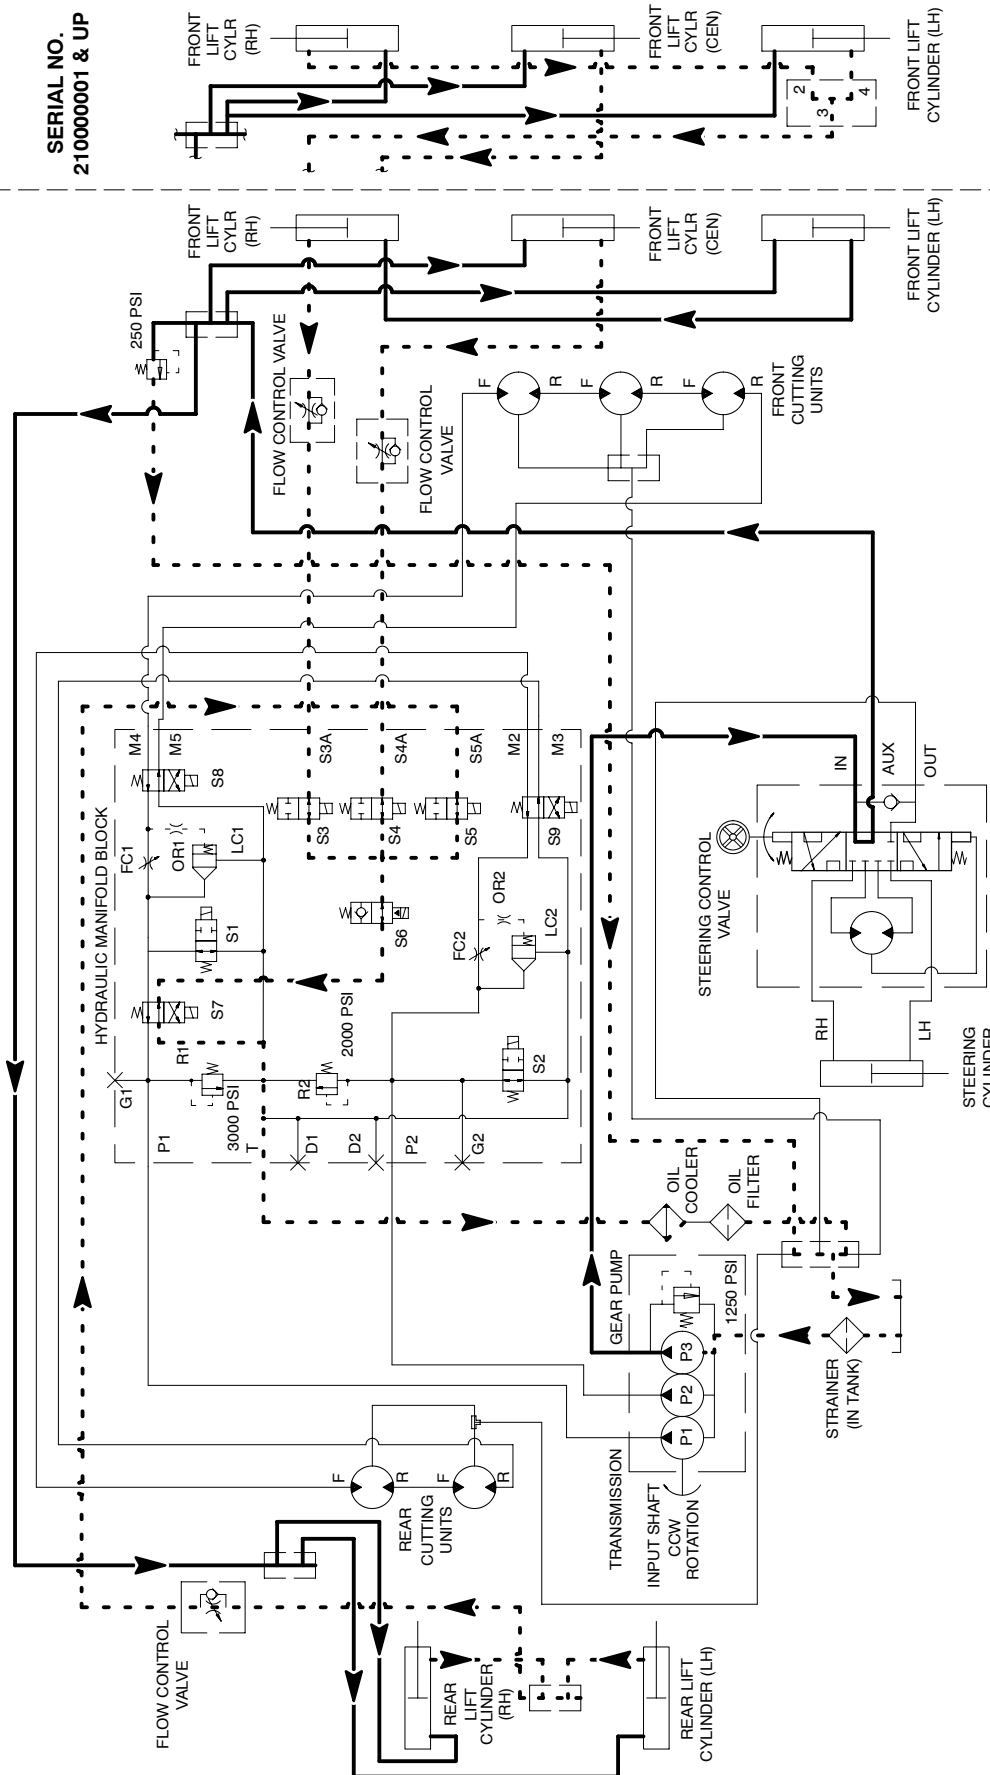 SERIAL NO.
210000001 & UP
FRONT
LIFT
CYLR
(RH)
FRONT
LIFT
CYLR
(CEN)
FRONT LIFT
CYLINDER (LH)
2
3
4
FRONT
LIFT
CYLR
(RH)
FRONT
LIFT
CYLR
(CEN)
FRONT LIFT
CYLINDER (LH)
250 PSI
FLOW CONTROL VALVE
FLOW CONTROL
VALVE
F
R
F
R
F
R
FRONT
CUTTING
UNITS
HYDRAULIC MANIFOLD BLOCK
M4
M5
S8
S3A
S4A
S5A
M2
M3
FC1
OR1
LC1
S3
S4
S5
S9
S1
S6
FC2
OR2
LC2
S7
R1
2000 PSI
R2
S2
G1
3000 PSI
P1
T
D1
D2
P2
G2
IN
AUX
OUT
STEERING CONTROL
VALVE
RH
LH
STEERING
OIL
COOLER
OIL
FILTER
GEAR PUMP
1250 PSI
P3
P2
P1
STRAINER
(IN TANK)
TRANSMISSION
INPUT SHAFT
CCW
ROTATION
F
R
F
R
REAR
CUTTING
UNITS
FLOW CONTROL
VALVE
REAR
LIFT
CYLINDER
(RH)
REAR LIFT
CYLINDER (LH)